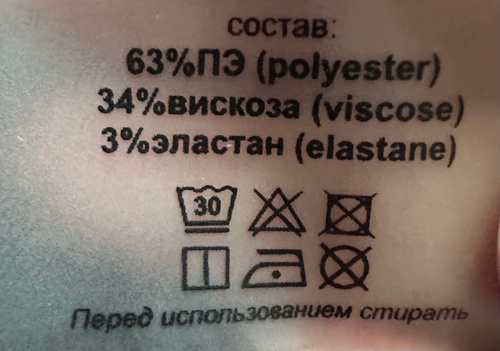 состав:
63%ПЭ (polyester)
34%вискоза (viscose)
3%эластан (elastane)
30
Перед использованием стирать